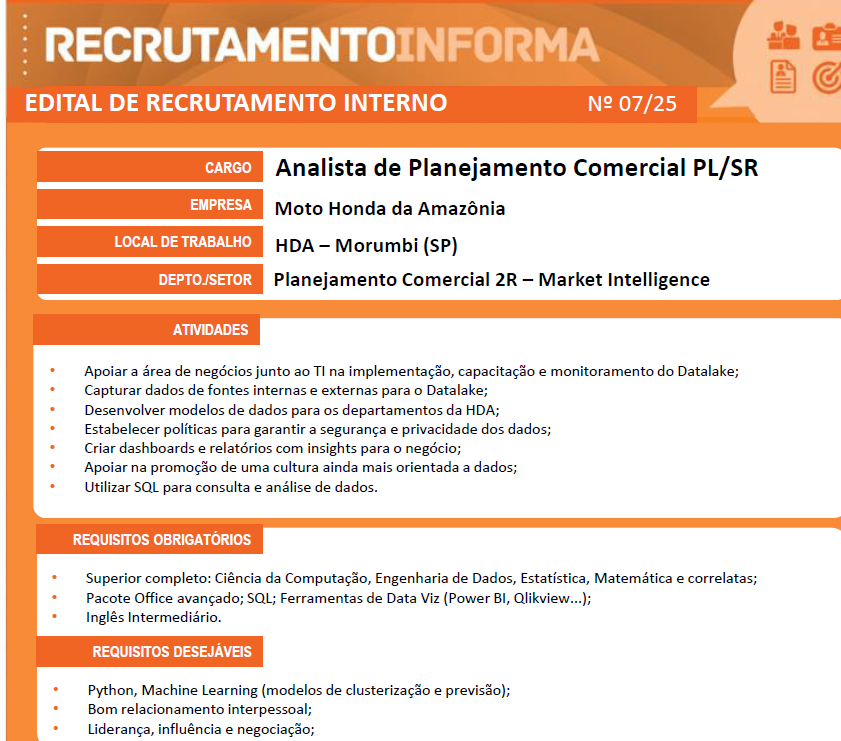 RECRUTAMENTOINFORMA
EDITAL DE RECRUTAMENTO INTERNO Nº 07/25
CARGO Analista de Planejamento Comercial PL/SR
EMPRESA Moto Honda da Amazônia
LOCAL DE TRABALHO HDA – Morumbi (SP)
DEPTO./SETOR Planejamento Comercial 2R – Market Intelligence
ATIVIDADES
• Apoiar a área de negócios junto ao TI na implementação, capacitação e monitoramento do Datalake;
• Capturar dados de fontes internas e externas para o Datalake;
• Desenvolver modelos de dados para os departamentos da HDA;
• Estabelecer políticas para garantir a segurança e privacidade dos dados;
• Criar dashboards e relatórios com insights para o negócio;
• Apoiar na promoção de uma cultura ainda mais orientada a dados;
• Utilizar SQL para consulta e análise de dados.
REQUISITOS OBRIGATÓRIOS
• Superior completo: Ciência da Computação, Engenharia de Dados, Estatística, Matemática e correlatas;
• Pacote Office avançado; SQL; Ferramentas de Data Viz (Power BI, Qlikview...);
• Inglês Intermediário.
REQUISITOS DESEJÁVEIS
• Python, Machine Learning (modelos de clusterização e previsão);
• Bom relacionamento interpessoal;
• Liderança, influência e negociação;